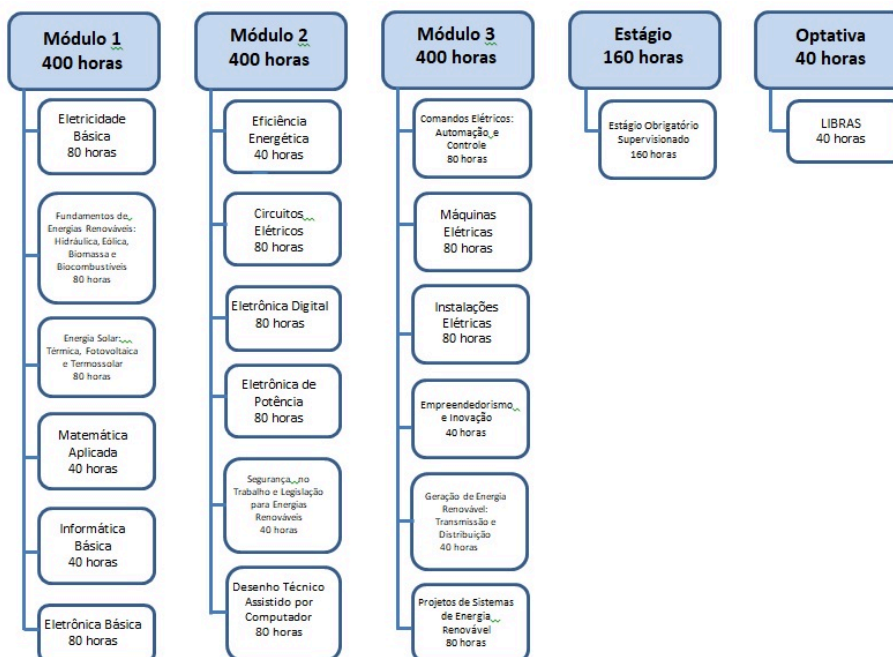 Módulo 1
400 horas
Eletricidade
Básica
80 horas
Fundamentos de
Energias Renováveis:
Hidráulica, Eólica,
Biomassa e
Biocombustíveis
80 horas
Energia Solar:
Térmica, Fotovoltaica
e Termossolar
80 horas
Matemática
Aplicada
40 horas
Informática
Básica
40 horas
Eletrônica Básica
80 horas
Módulo 2
400 horas
Eficiência
Energética
40 horas
Circuitos
Elétricos
80 horas
Eletrônica Digital
80 horas
Eletrônica de
Potência
80 horas
Segurança no
Trabalho e Legislação
para Energias
Renováveis
40 horas
Desenho Técnico
Assistido por
Computador
80 horas
Módulo 3
400 horas
Comandos Elétricos:
Automação e
Controle
80 horas
Máquinas
Elétricas
80 horas
Instalações
Elétricas
80 horas
Empreendedorismo
e Inovação
40 horas
Geração de Energia
Renovável:
Transmissão e
Distribuição
40 horas
Projetos de Sistemas
de Energia
Renovável
80 horas
Estágio
160 horas
Estágio Obrigatório
Supervisionado
160 horas
Optativa
40 horas
LIBRAS
40 horas